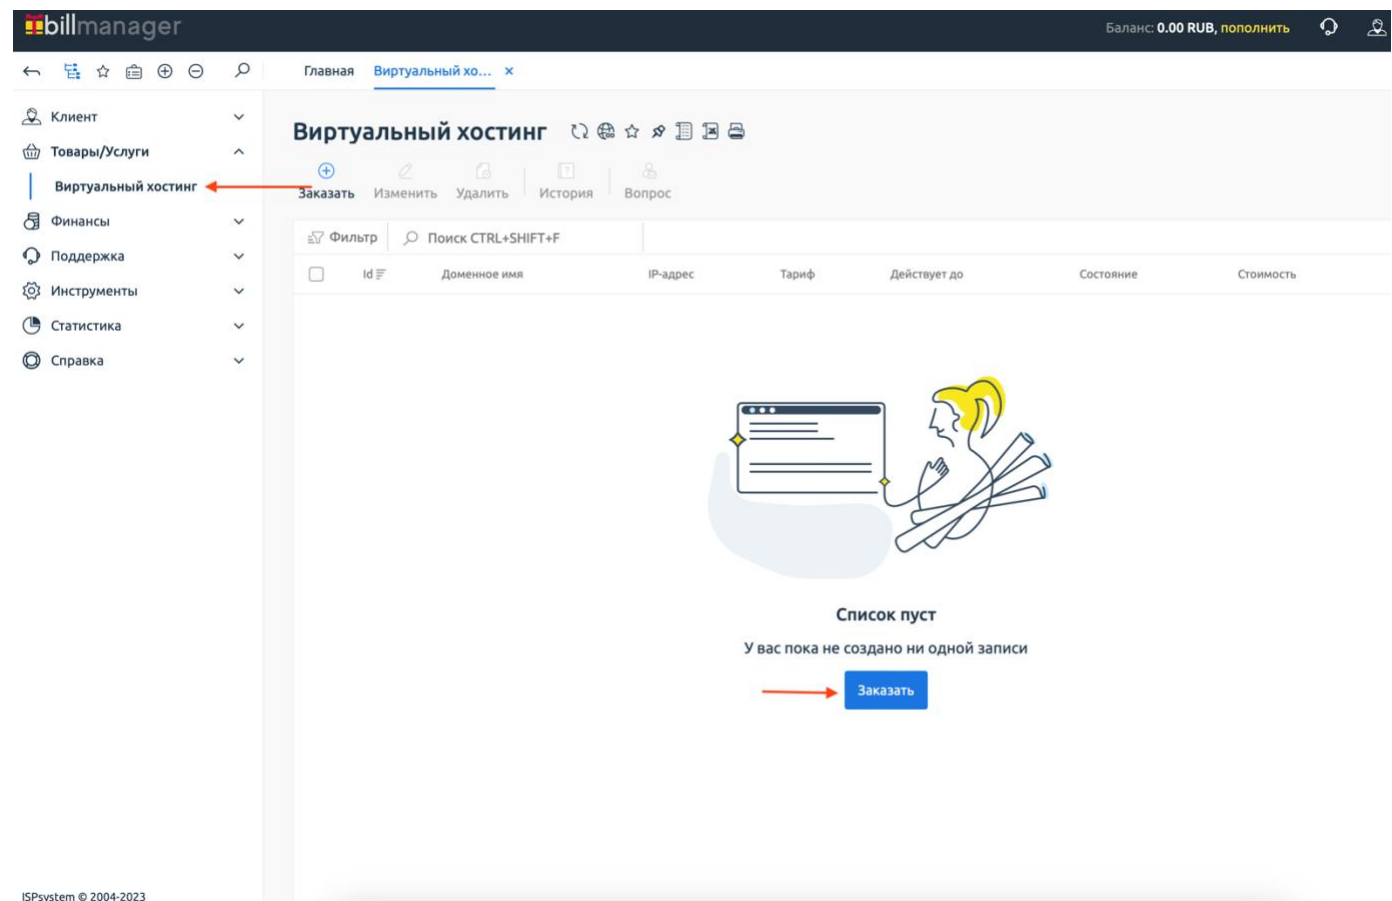 billmanager
Баланс: 0.00 RUB, пополнить
Главная Виртуальный хо... ×
Клиент
Товары/Услуги
Виртуальный хостинг
Финансы
Поддержка
Инструменты
Статистика
Справка
Виртуальный хостинг
Заказать Изменить Удалить История Вопрос
Фильтр Поиск CTRL+SHIFT+F
Id Доменное имя IP-адрес Тариф Действует до Состояние Стоимость
Список пуст
У вас пока не создано ни одной записи
Заказать
ISPsystem © 2004-2023